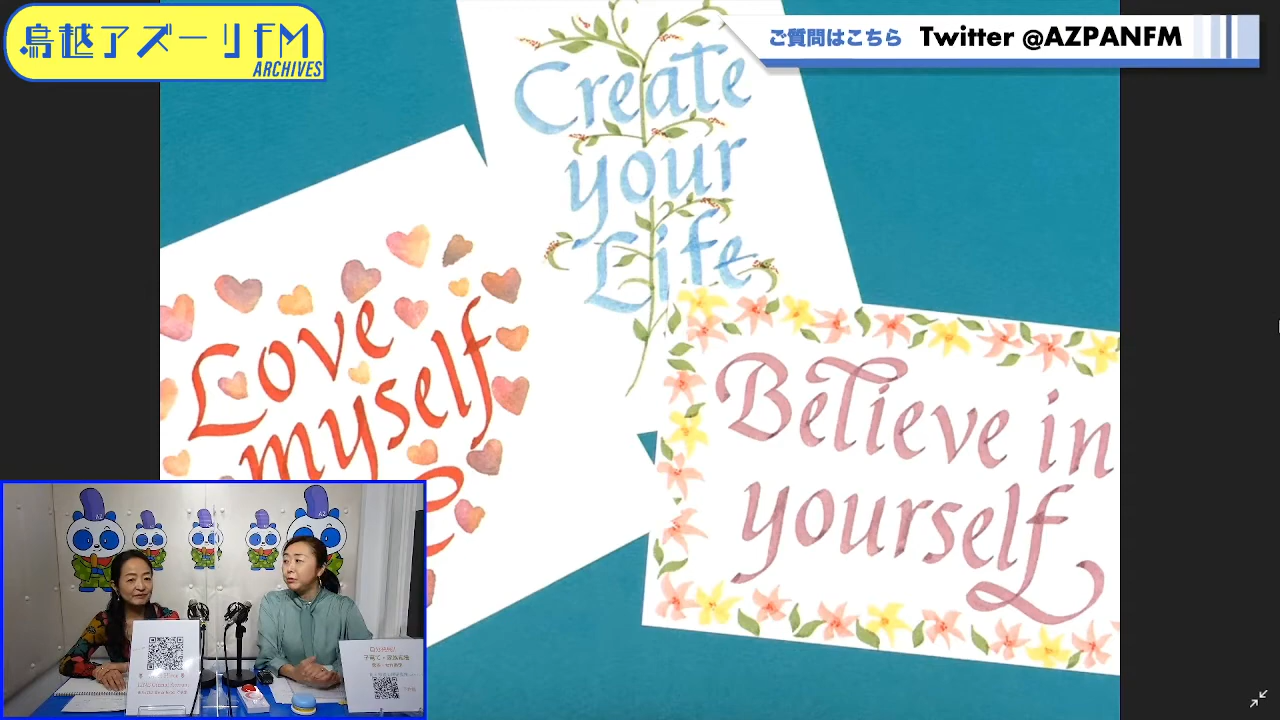 鳥越アズーリFM
ARCHIVES
ご質問はこちら Twitter @AZPANFM
Create
your
Life
Love
myself
Believe in
yourself